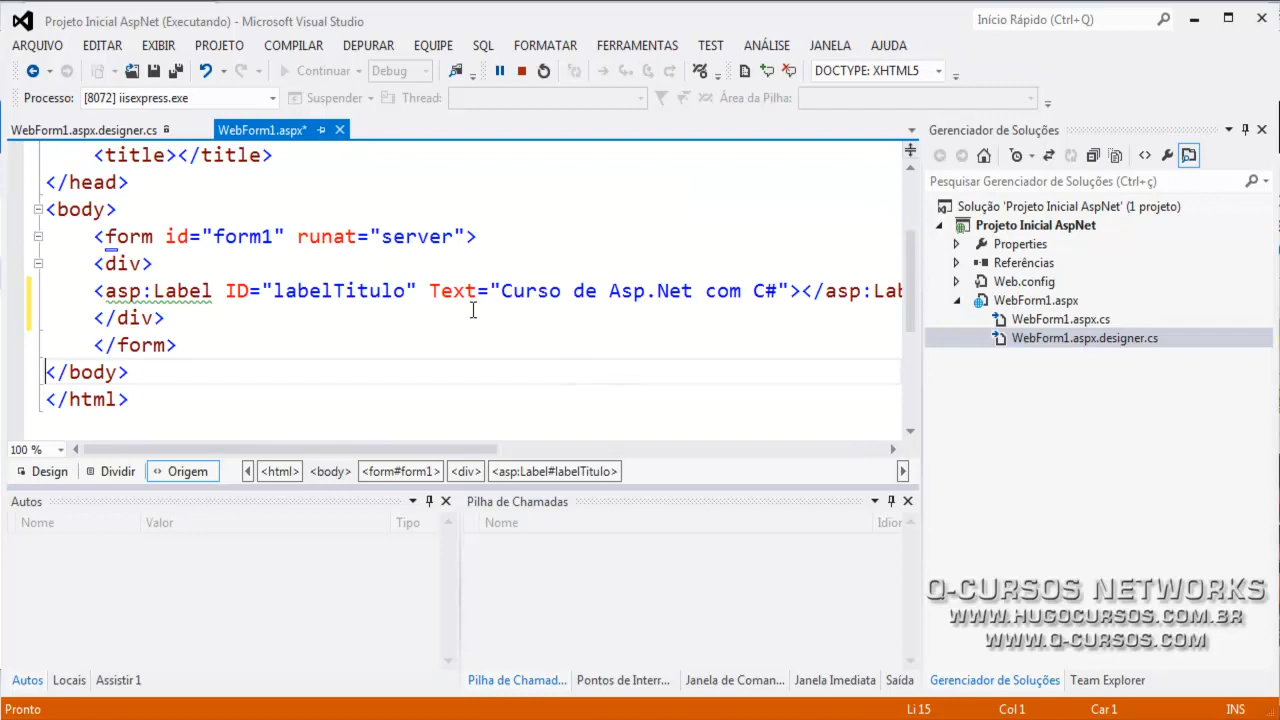 Projeto Inicial AspNet (Executando) - Microsoft Visual Studio
Início Rápido (Ctrl+Q)
ARQUIVO EDITAR EXIBIR PROJETO COMPILAR DEPURAR EQUIPE SQL FORMATAR FERRAMENTAS TEST ANÁLISE JANELA AJUDA
Continuar Debug DOCTYPE: XHTML5
Processo: [8072] iisexpress.exe Suspender Thread: Área da Pilha:
WebForm1.aspx.designer.cs WebForm1.aspx*
<title></title>
</head>
<body>
<form id="form1" runat="server">
<div>
<asp:Label ID="labelTitulo" Text="Curso de Asp.Net com C#"></asp:Lab
</div>
</form>
</body>
</html>
100 %
Design Dividir Origem <html> <body> <form#form1> <div> <asp:Label#labelTitulo>
Autos
Nome Valor Tipo
Pilha de Chamadas
Nome Idior
Autos Locais Assistir 1
Pilha de Chamad... Pontos de Interr... Janela de Coman... Janela Imediata Saída
Gerenciador de Soluções
Pesquisar Gerenciador de Soluções (Ctrl+ç)
Solução 'Projeto Inicial AspNet' (1 projeto)
Projeto Inicial AspNet
Properties
Referências
Web.config
WebForm1.aspx
WebForm1.aspx.cs
WebForm1.aspx.designer.cs
Q-CURSOS NETWORKS
WWW.HUGOCURSOS.COM.BR
WWW.Q-CURSOS.COM
Gerenciador de Soluções Team Explorer
Pronto Li 15 Col 1 Car 1 INS